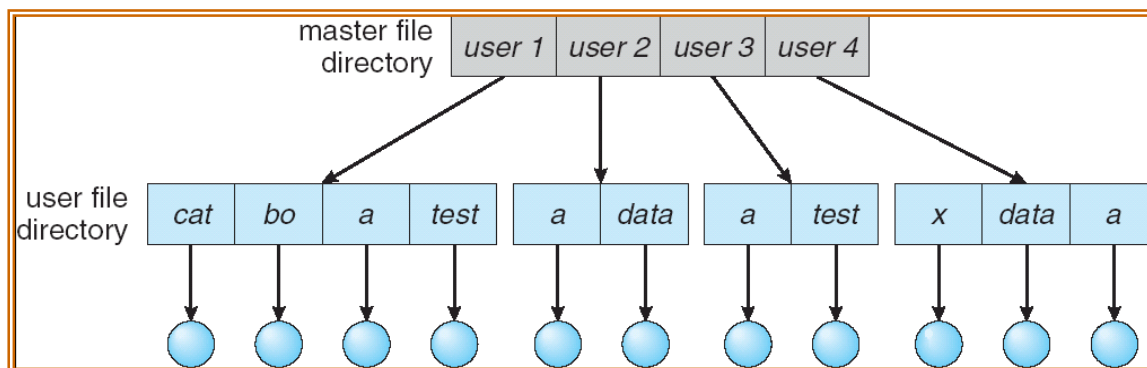 master file
directory
user 1 user 2 user 3 user 4
user file
directory
cat bo a test a data a test x data a